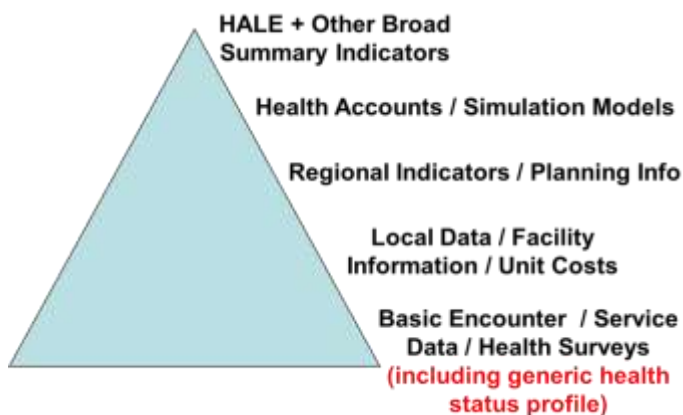 HALE + Other Broad
Summary Indicators
Health Accounts / Simulation Models
Regional Indicators / Planning Info
Local Data / Facility
Information / Unit Costs
Basic Encounter / Service
Data / Health Surveys
(including generic health
status profile)